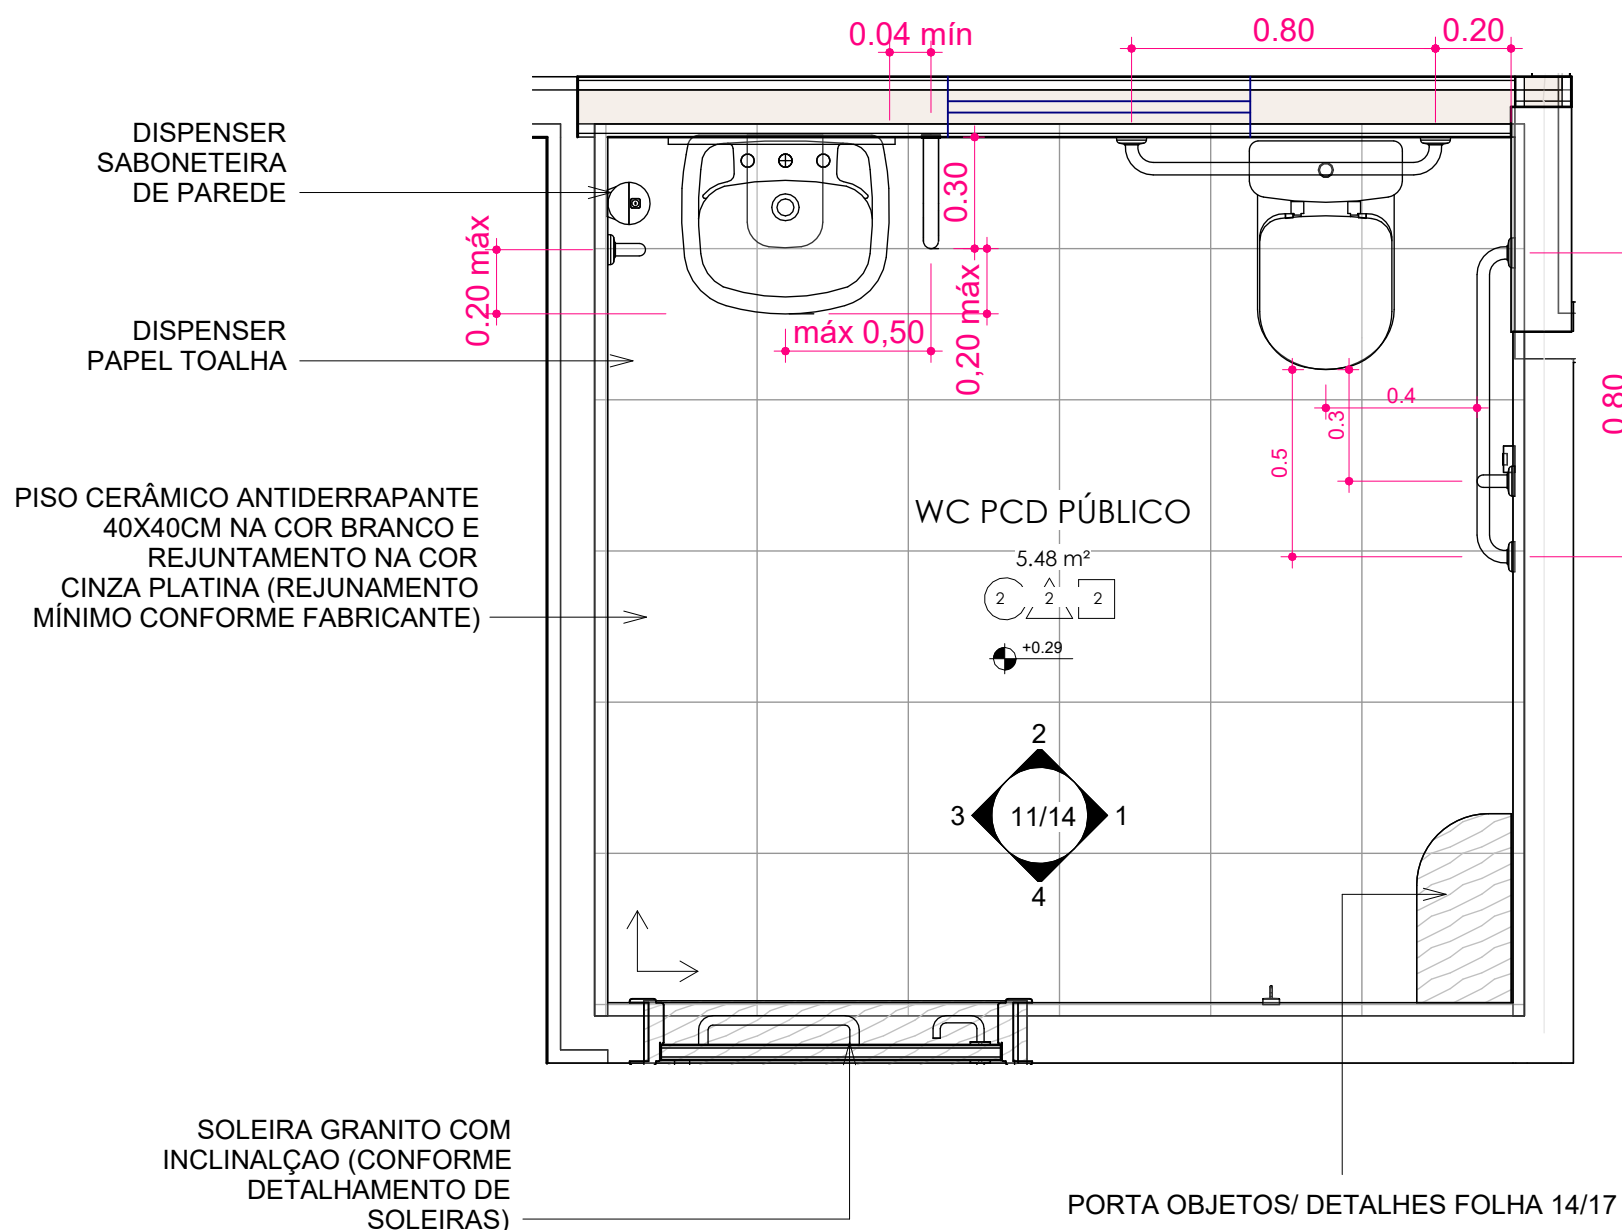 0.04 mín
0.80
0.20
DISPENSER
SABONETEIRA
DE PAREDE
0.30
0.20 máx
0,20 máx
máx 0,50
DISPENSER
PAPEL TOALHA
0.4
0.3
0.5
0.80
PISO CERÂMICO ANTIDERRAPANTE
40X40CM NA COR BRANCO E
REJUNTAMENTO NA COR
CINZA PLATINA (REJUNAMENTO
MÍNIMO CONFORME FABRICANTE)
WC PCD PÚBLICO
5.48 m²
2 2 2
+0.29
2
3 11/14 1
4
SOLEIRA GRANITO COM
INCLINALÇAO (CONFORME
DETALHAMENTO DE
SOLEIRAS)
PORTA OBJETOS/ DETALHES FOLHA 14/17